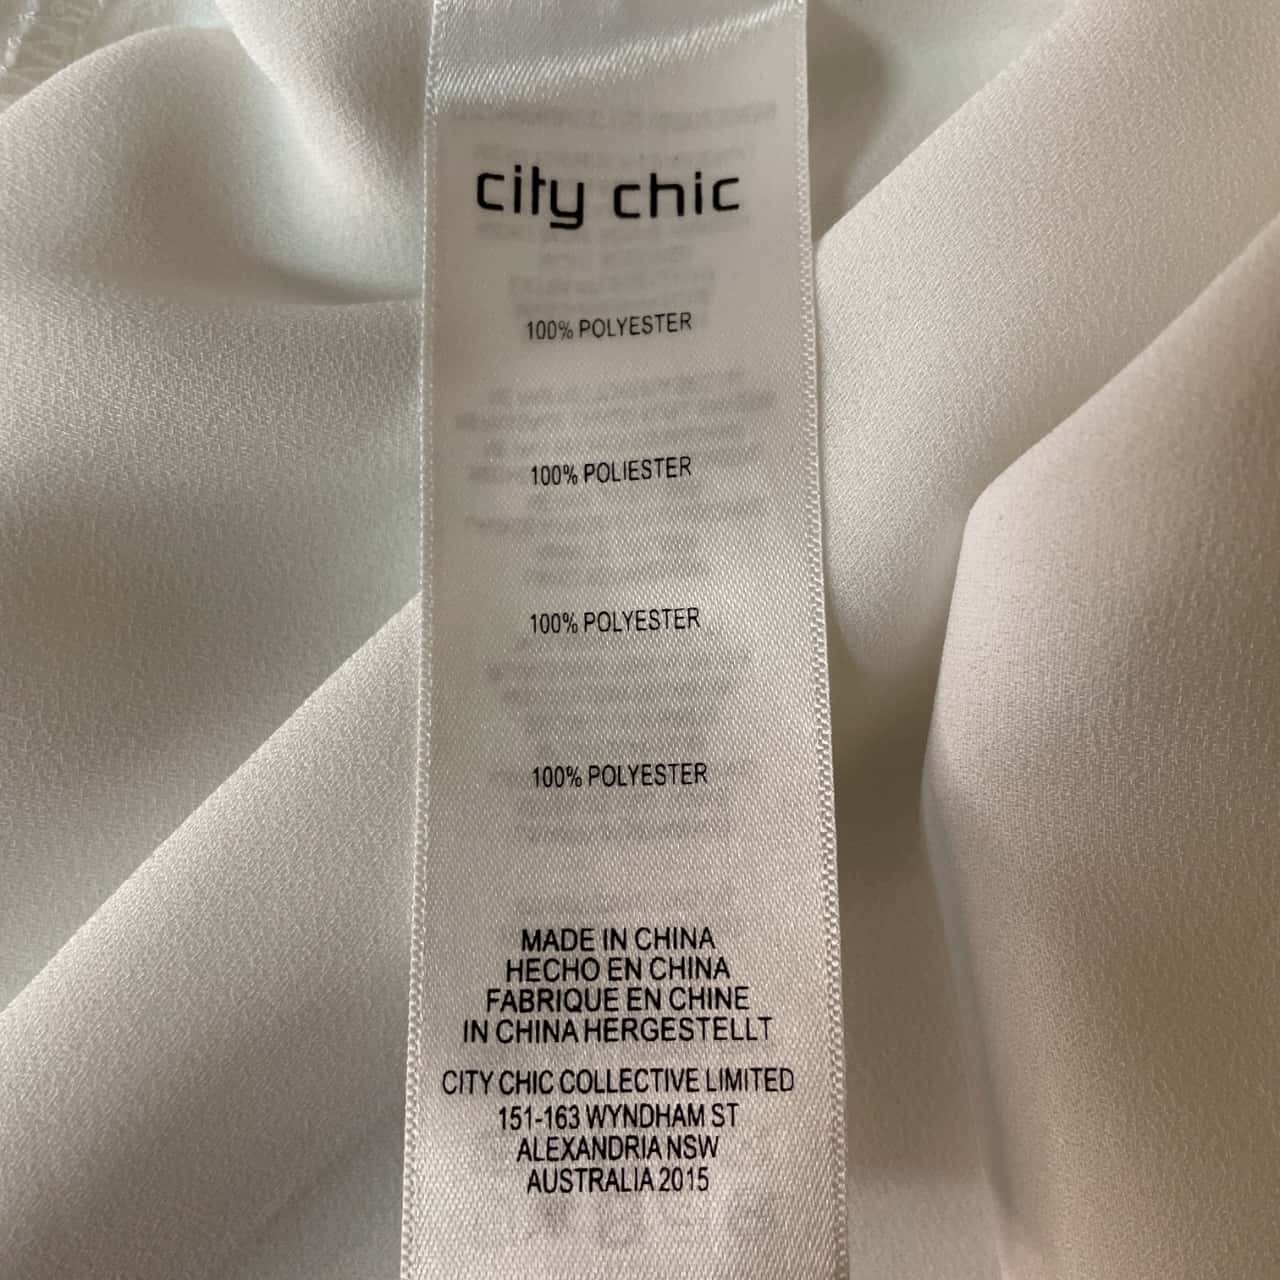 city chic
100% POLYESTER
100% POLIESTER
100% POLYESTER
100% POLYESTER
MADE IN CHINA
HECHO EN CHINA
FABRIQUE EN CHINE
IN CHINA HERGESTELLT
CITY CHIC COLLECTIVE LIMITED
151-163 WYNDHAM ST
ALEXANDRIA NSW
AUSTRALIA 2015